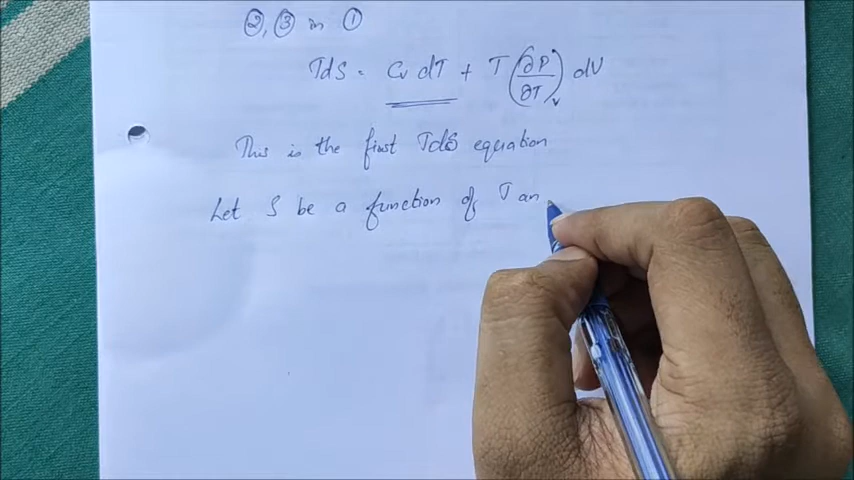 ②, ③ in ①
TdS = Cv dT + T (∂P/∂T)v dV
This is the first TdS equation
Let S be a function of T an